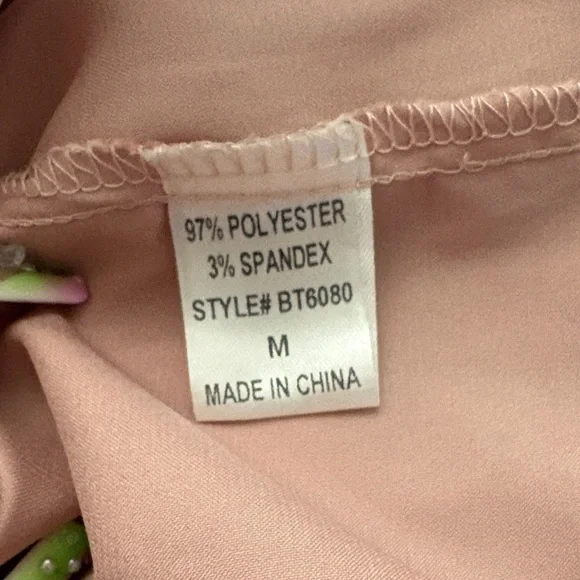 97% POLYESTER
3% SPANDEX
STYLE# BT6080
M
MADE IN CHINA